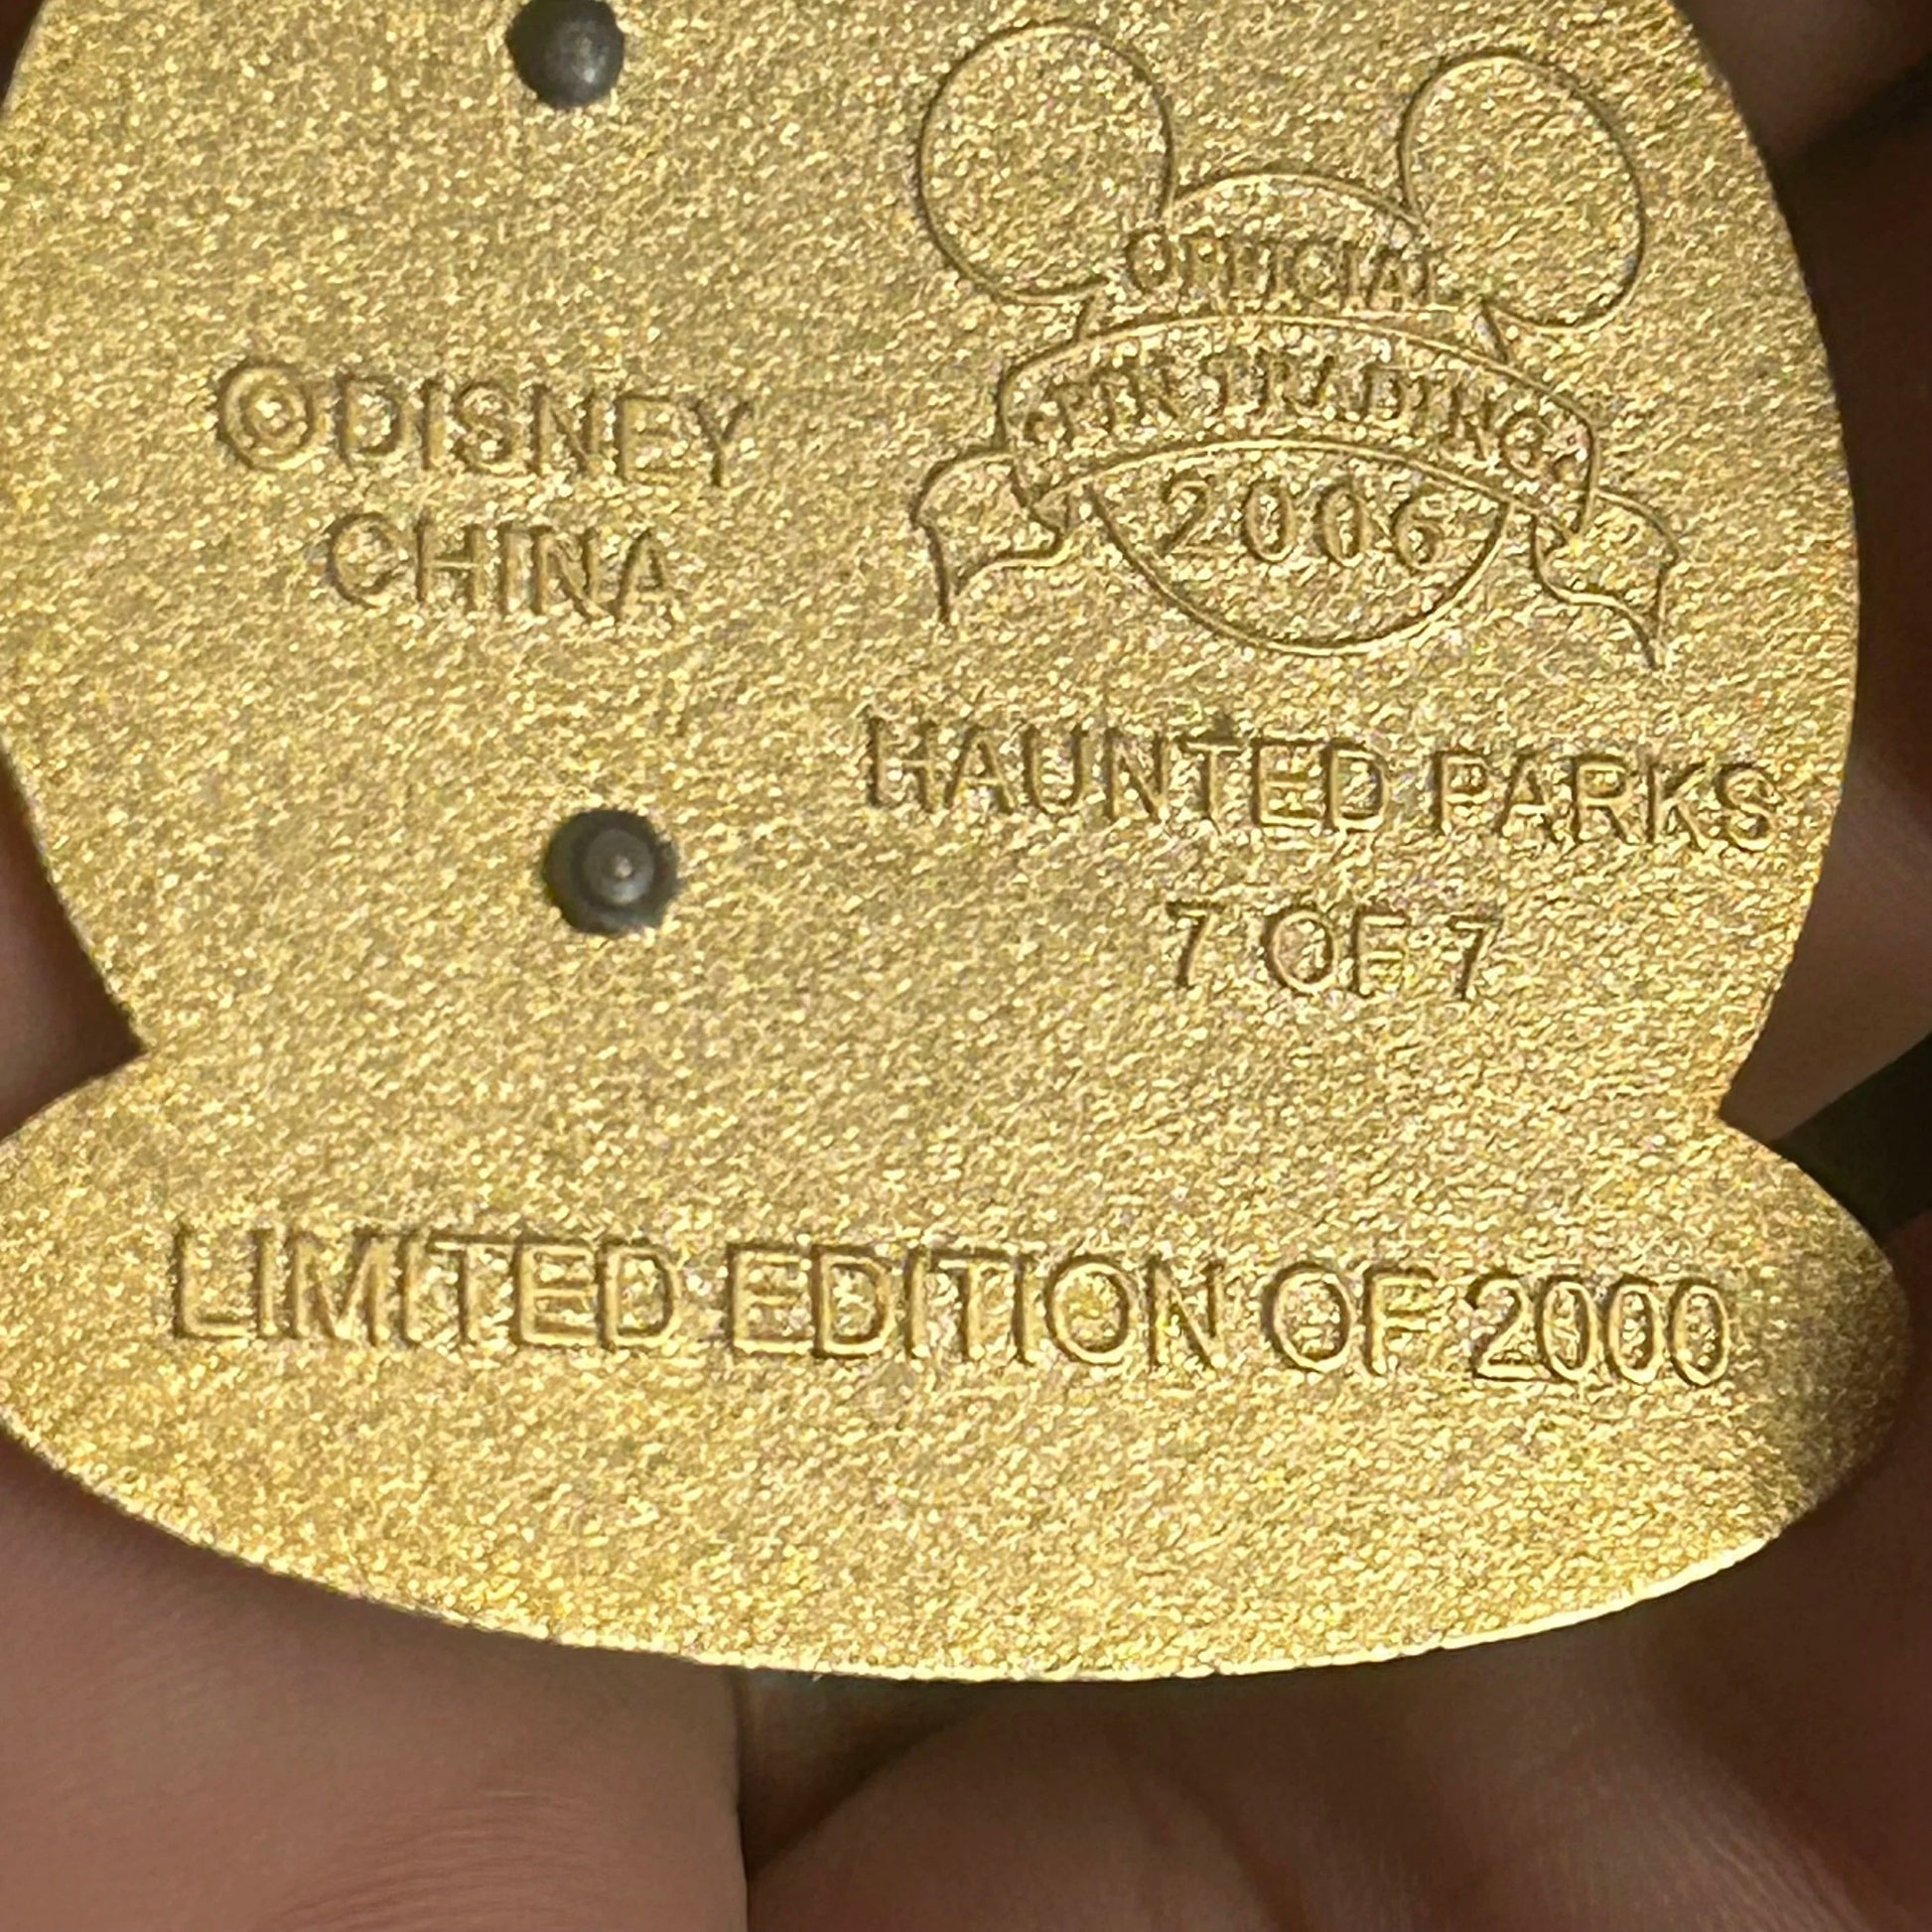 ©DISNEY
CHINA
OFFICIAL
•PIN TRADING•
2006
HAUNTED PARKS
7 OF 7
LIMITED EDITION OF 2000